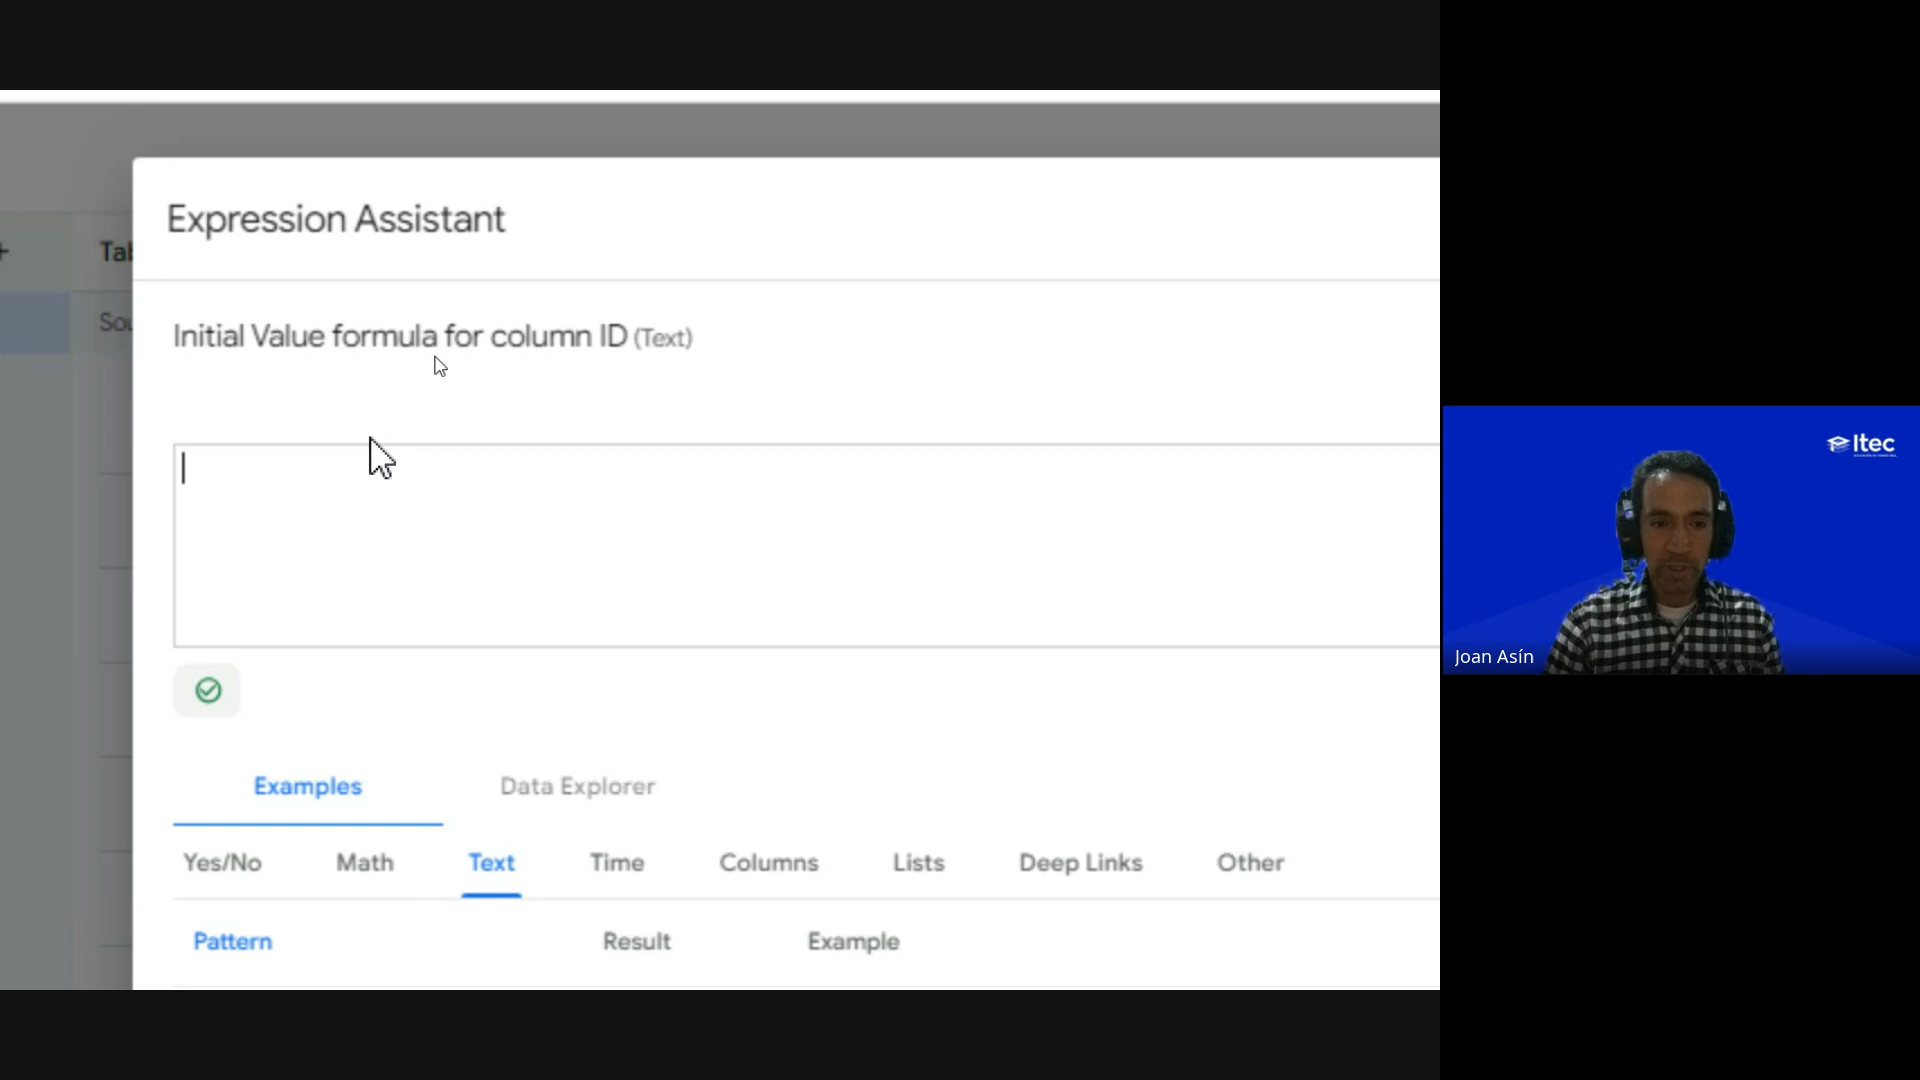 Expression Assistant
Initial Value formula for column ID (Text)
Examples Data Explorer
Yes/No Math Text Time Columns Lists Deep Links Other
Pattern Result Example
Itec
Joan Asín